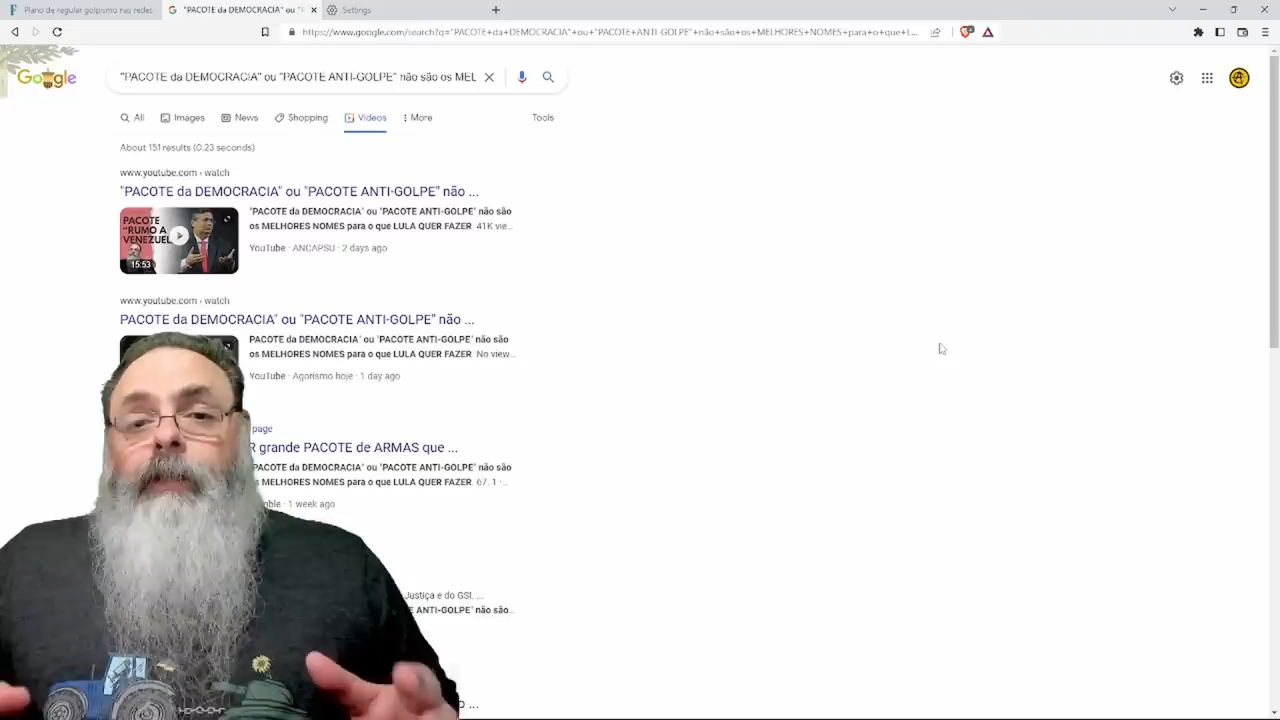 Plano de regular golpismo nas redes
"PACOTE da DEMOCRACIA" ou "
Settings
https://www.google.com/search?q="PACOTE+da+DEMOCRACIA"+ou+"PACOTE+ANTI-GOLPE"+não+são+os+MELHORES+NOMES+para+o+que+L...
Google
"PACOTE da DEMOCRACIA" ou "PACOTE ANTI-GOLPE" não são os MEL
All Images News Shopping Videos More Tools
About 151 results (0.23 seconds)
www.youtube.com › watch
"PACOTE da DEMOCRACIA" ou "PACOTE ANTI-GOLPE" não ...
PACOTE
"RUMO A
VENEZUEL
15:53
"PACOTE da DEMOCRACIA" ou "PACOTE ANTI-GOLPE" não são
os MELHORES NOMES para o que LULA QUER FAZER. 41K vie...
YouTube · ANCAPSU · 2 days ago
www.youtube.com › watch
PACOTE da DEMOCRACIA" ou "PACOTE ANTI-GOLPE" não ...
PACOTE da DEMOCRACIA" ou "PACOTE ANTI-GOLPE" não são
os MELHORES NOMES para o que LULA QUER FAZER. No view...
YouTube · Agorismo hoje · 1 day ago
page
R grande PACOTE de ARMAS que ...
PACOTE da DEMOCRACIA" ou "PACOTE ANTI-GOLPE" não são
os MELHORES NOMES para o que LULA QUER FAZER. 67. 1 ·...
mble · 1 week ago
Justiça e do GSI. ...
E ANTI-GOLPE" não são...
o ...